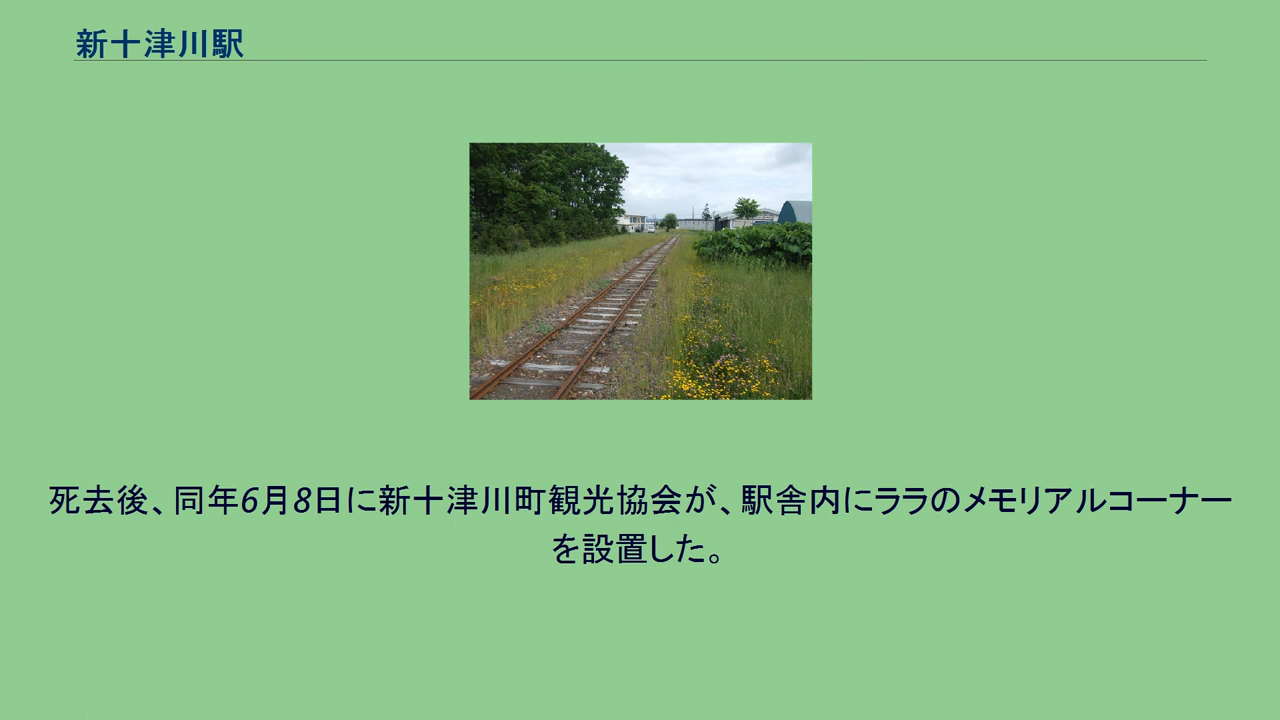 新十津川駅
死去後、同年6月8日に新十津川町観光協会が、駅舎内にララのメモリアルコーナー
を設置した。